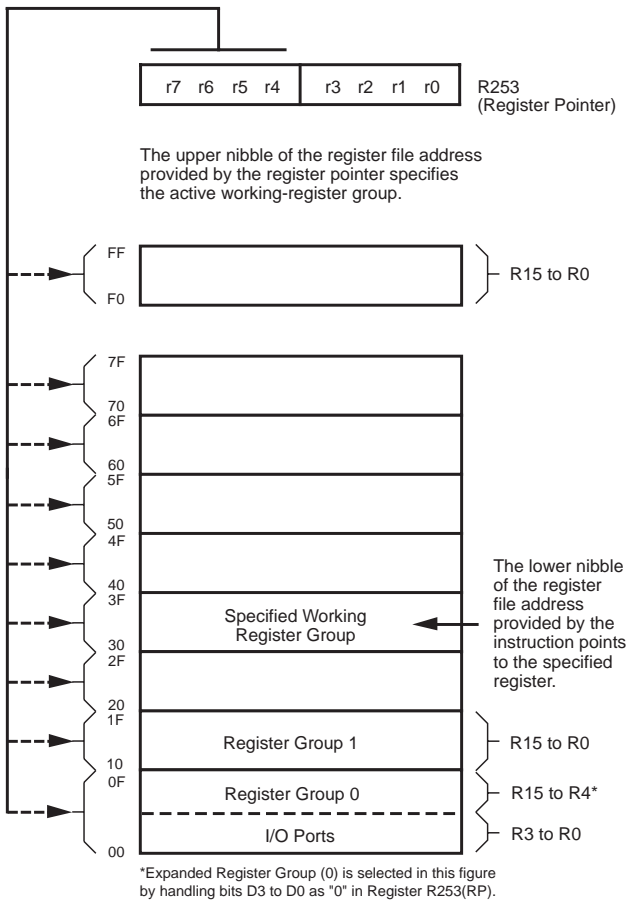 r7 r6 r5 r4 r3 r2 r1 r0
R253
(Register Pointer)
The upper nibble of the register file address
provided by the register pointer specifies
the active working-register group.
FF
F0
R15 to R0
7F
70
6F
60
5F
50
4F
40
3F
Specified Working
Register Group
30
The lower nibble
of the register
file address
provided by the
instruction points
to the specified
register.
2F
20
1F
Register Group 1
R15 to R0
10
0F
Register Group 0
R15 to R4*
I/O Ports
R3 to R0
00
*Expanded Register Group (0) is selected in this figure
by handling bits D3 to D0 as "0" in Register R253(RP).